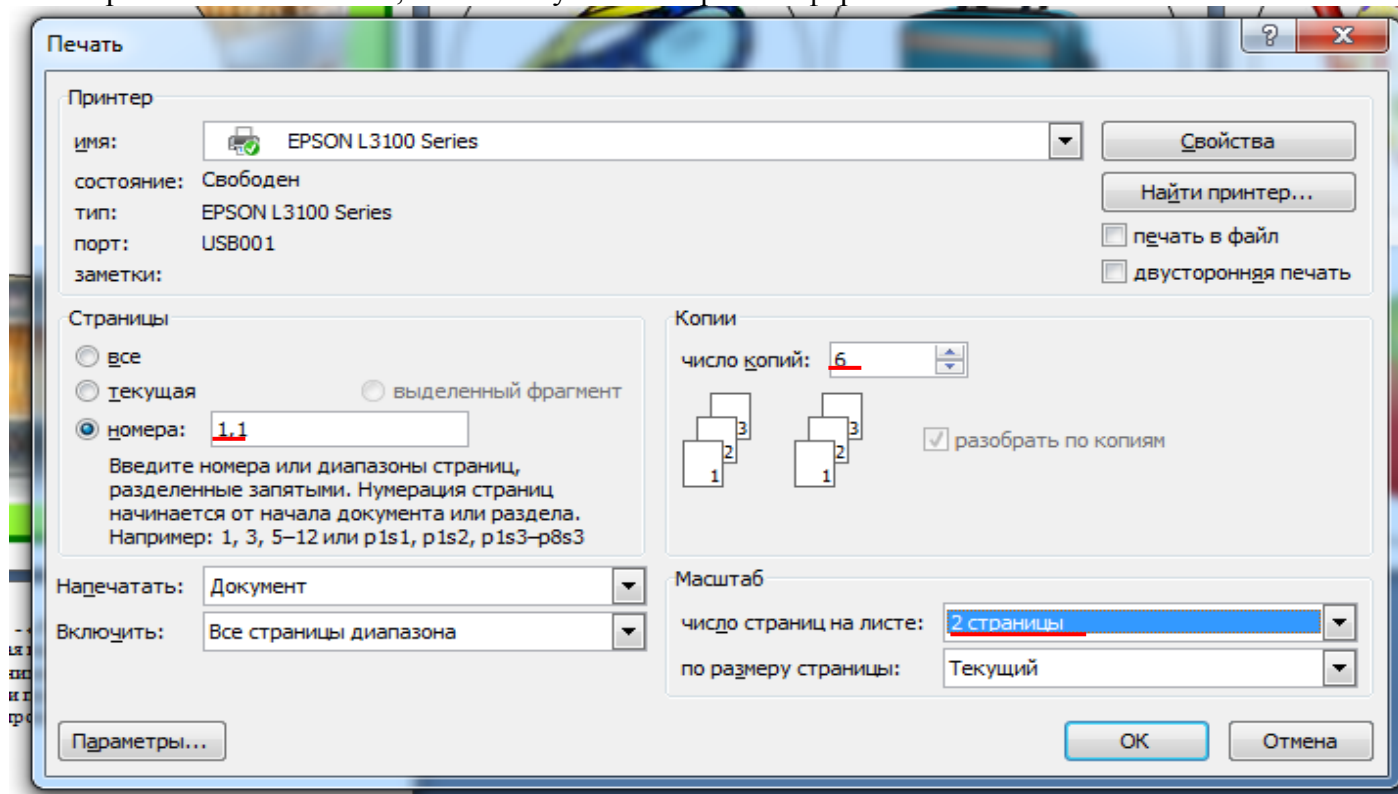 Печать
Принтер
имя: EPSON L3100 Series
Свойства
состояние: Свободен
Найти принтер...
тип: EPSON L3100 Series
порт: USB001
печать в файл
заметки:
двусторонняя печать
Страницы
все
текущая
выделенный фрагмент
номера: 1,1
Введите номера или диапазоны страниц,
разделенные запятыми. Нумерация страниц
начинается от начала документа или раздела.
Например: 1, 3, 5–12 или p1s1, p1s2, p1s3–p8s3
Копии
число копий: 6
3 3
2 2
1 1
разобрать по копиям
Напечатать: Документ
Включить: Все страницы диапазона
Масштаб
число страниц на листе: 2 страницы
по размеру страницы: Текущий
Параметры...
ОК
Отмена